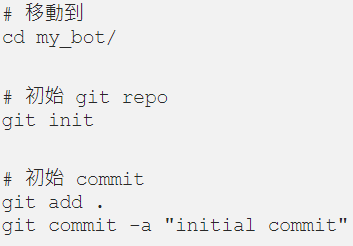 # 移動到
cd my_bot/
# 初始 git repo
git init
# 初始 commit
git add .
git commit -a "initial commit"